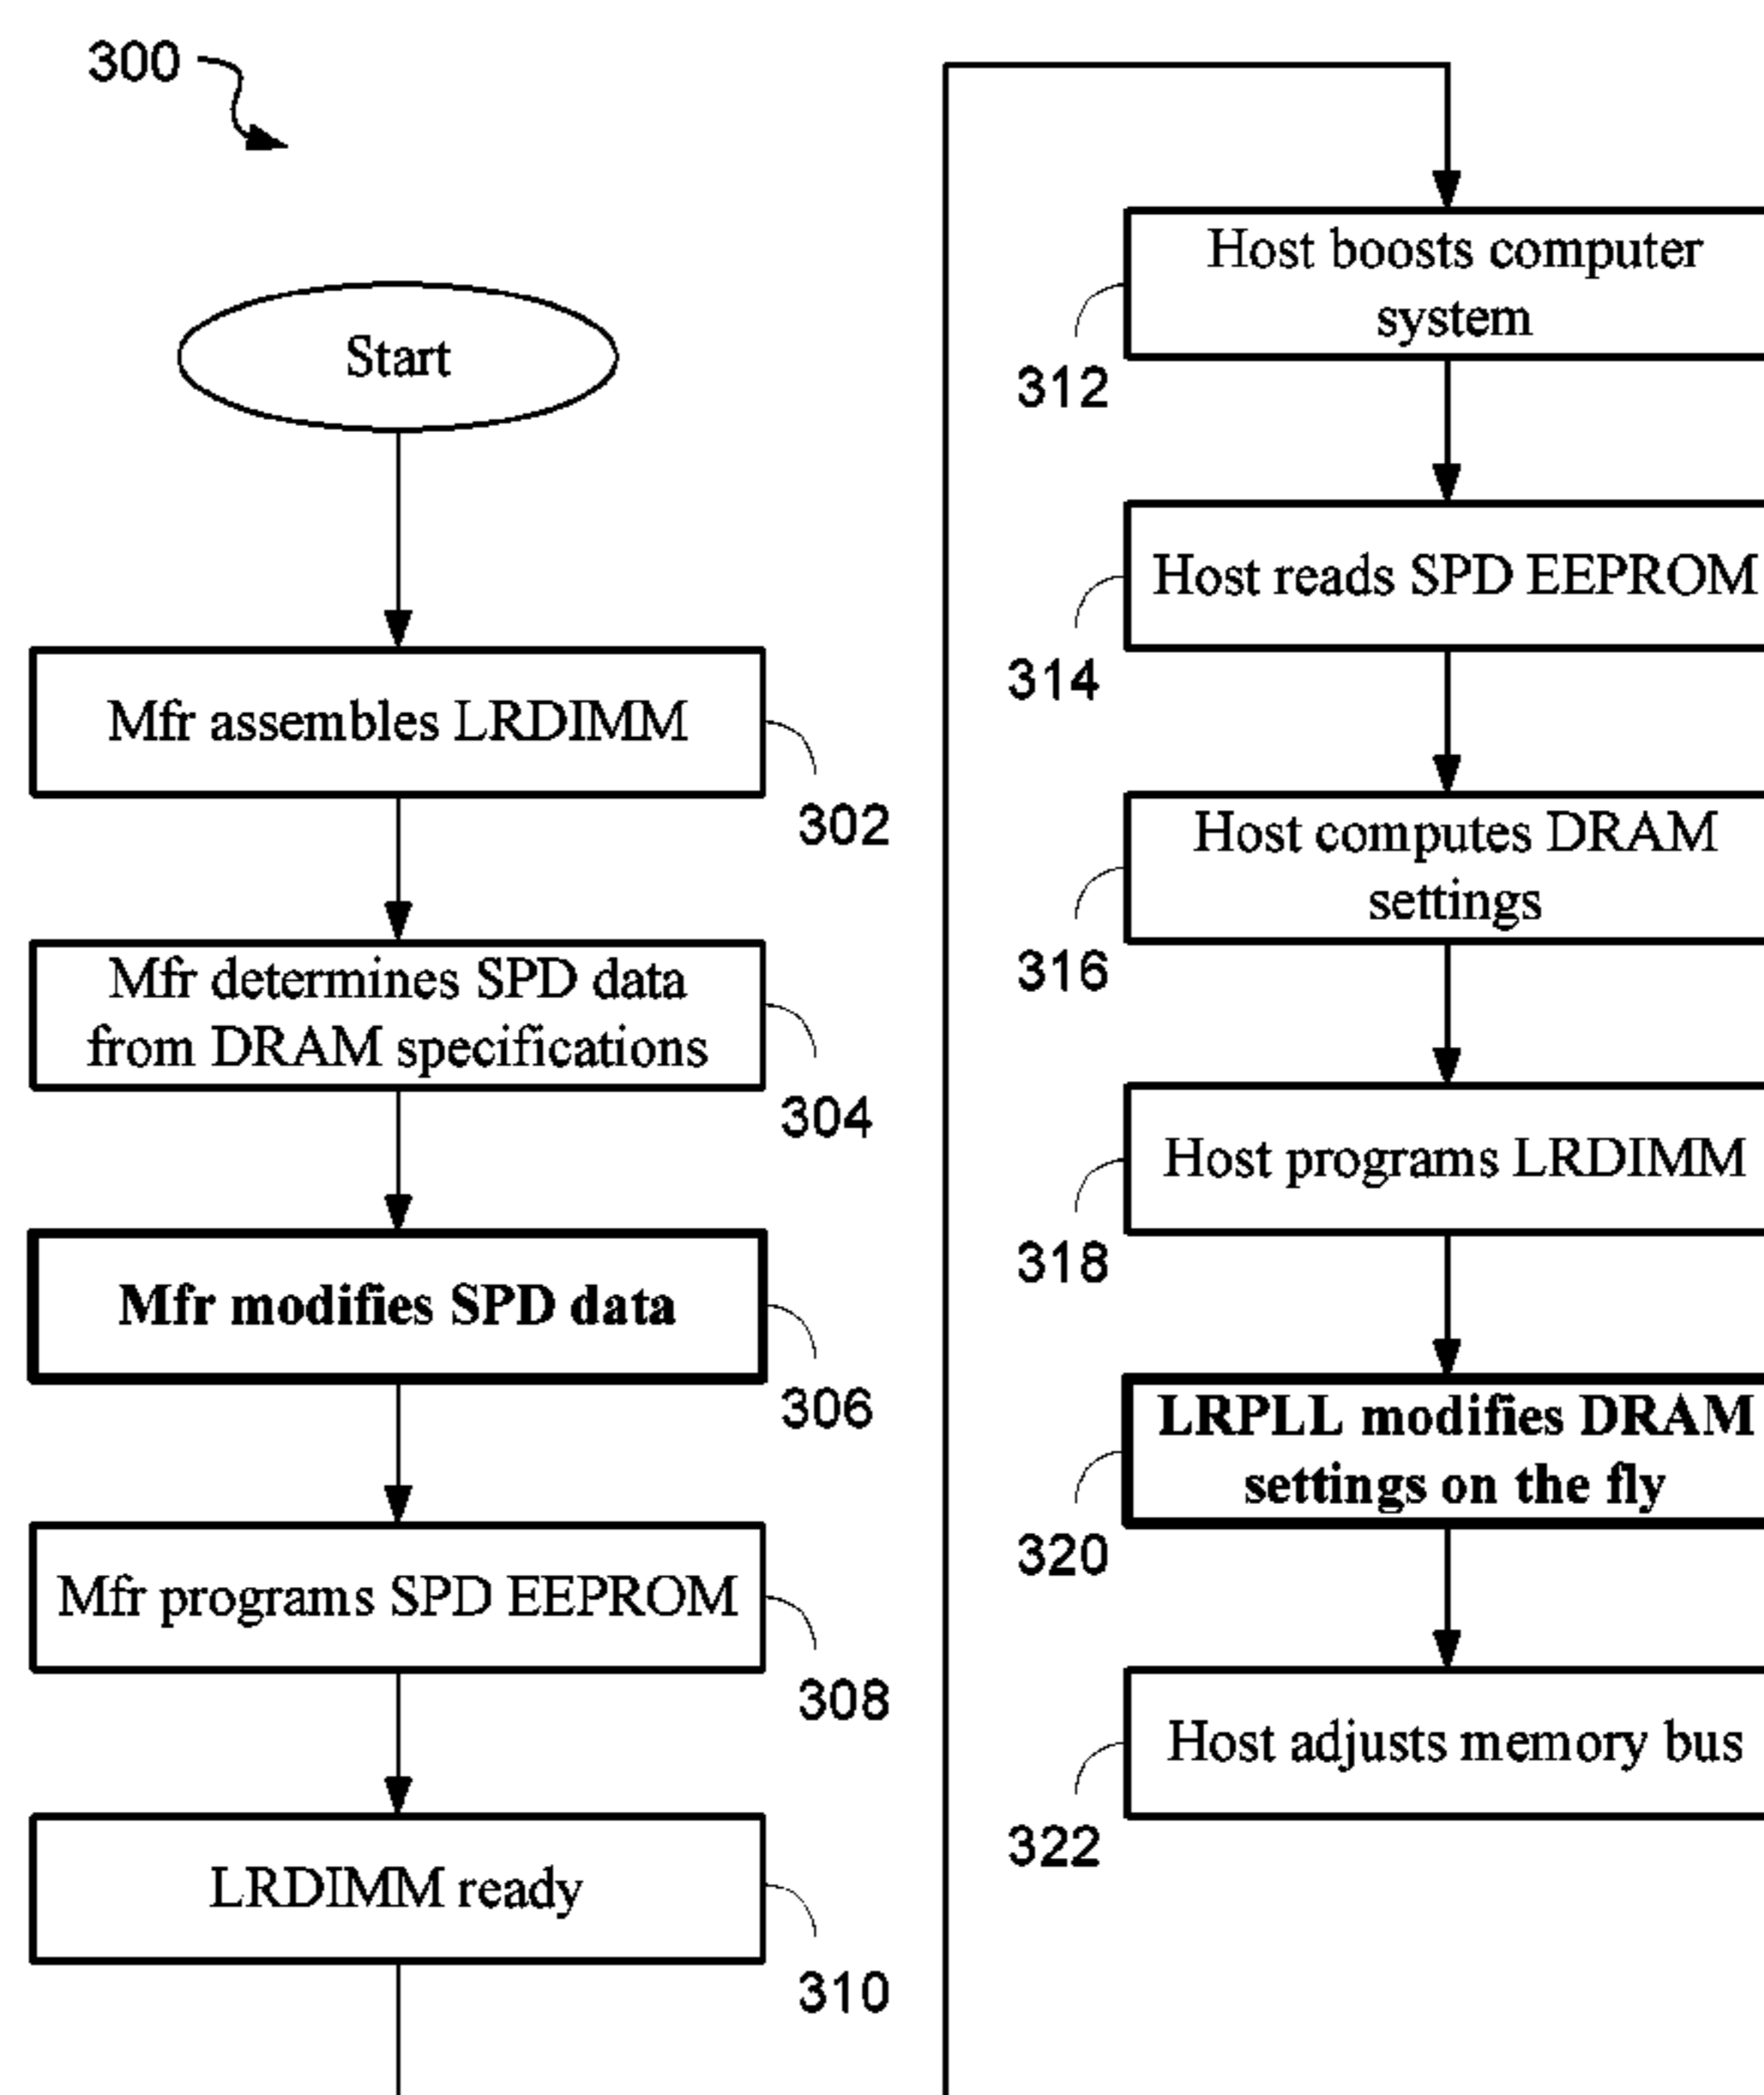 300
Start
Mfr assembles LRDIMM
302
Mfr determines SPD data
from DRAM specifications
304
Mfr modifies SPD data
306
Mfr programs SPD EEPROM
308
LRDIMM ready
310
Host boosts computer
system
312
Host reads SPD EEPROM
314
Host computes DRAM
settings
316
Host programs LRDIMM
318
LRPLL modifies DRAM
settings on the fly
320
Host adjusts memory bus
322